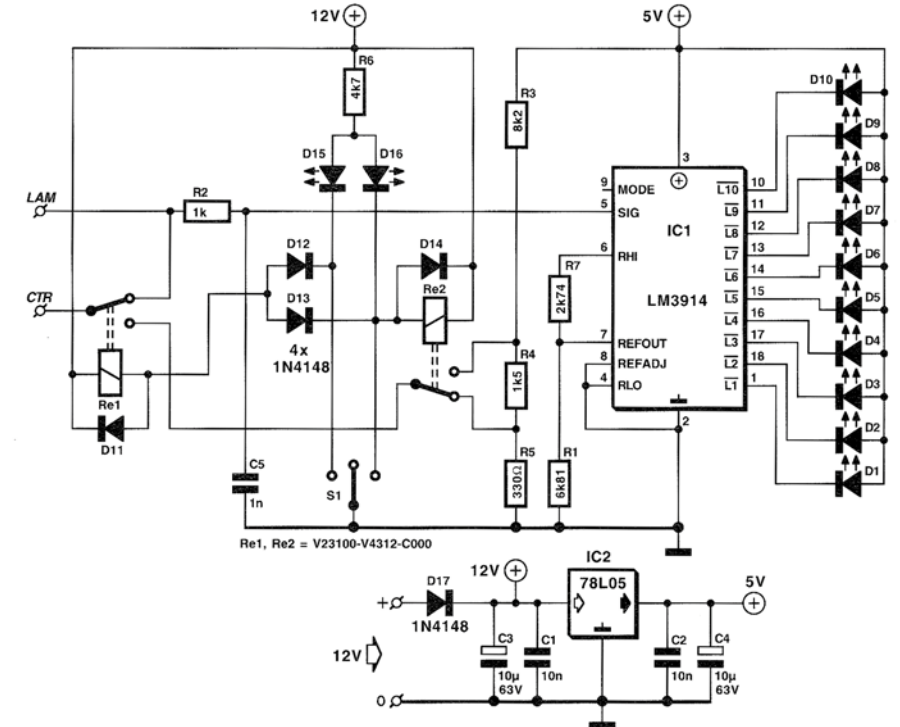 12V
5V
R6
4k7
R3
8k2
D15
D16
D10
D9
D8
D7
D6
D5
D4
D3
D2
D1
LAM
R2
1k
CTR
D12
D13
4x
1N4148
D14
Re2
Re1
D11
R4
1k5
R5
330Ω
R7
2k74
R1
6k81
C5
1n
S1
3
9 MODE
5 SIG
6 RHI
7 REFOUT
8 REFADJ
4 RLO
2
IC1
LM3914
L10 10
L9 11
L8 12
L7 13
L6 14
L5 15
L4 16
L3 17
L2 18
L1 1
Re1, Re2 = V23100-V4312-C000
+
D17
1N4148
12V
IC2
78L05
5V
12V
C3
10µ
63V
C1
10n
C2
10n
C4
10µ
63V
0